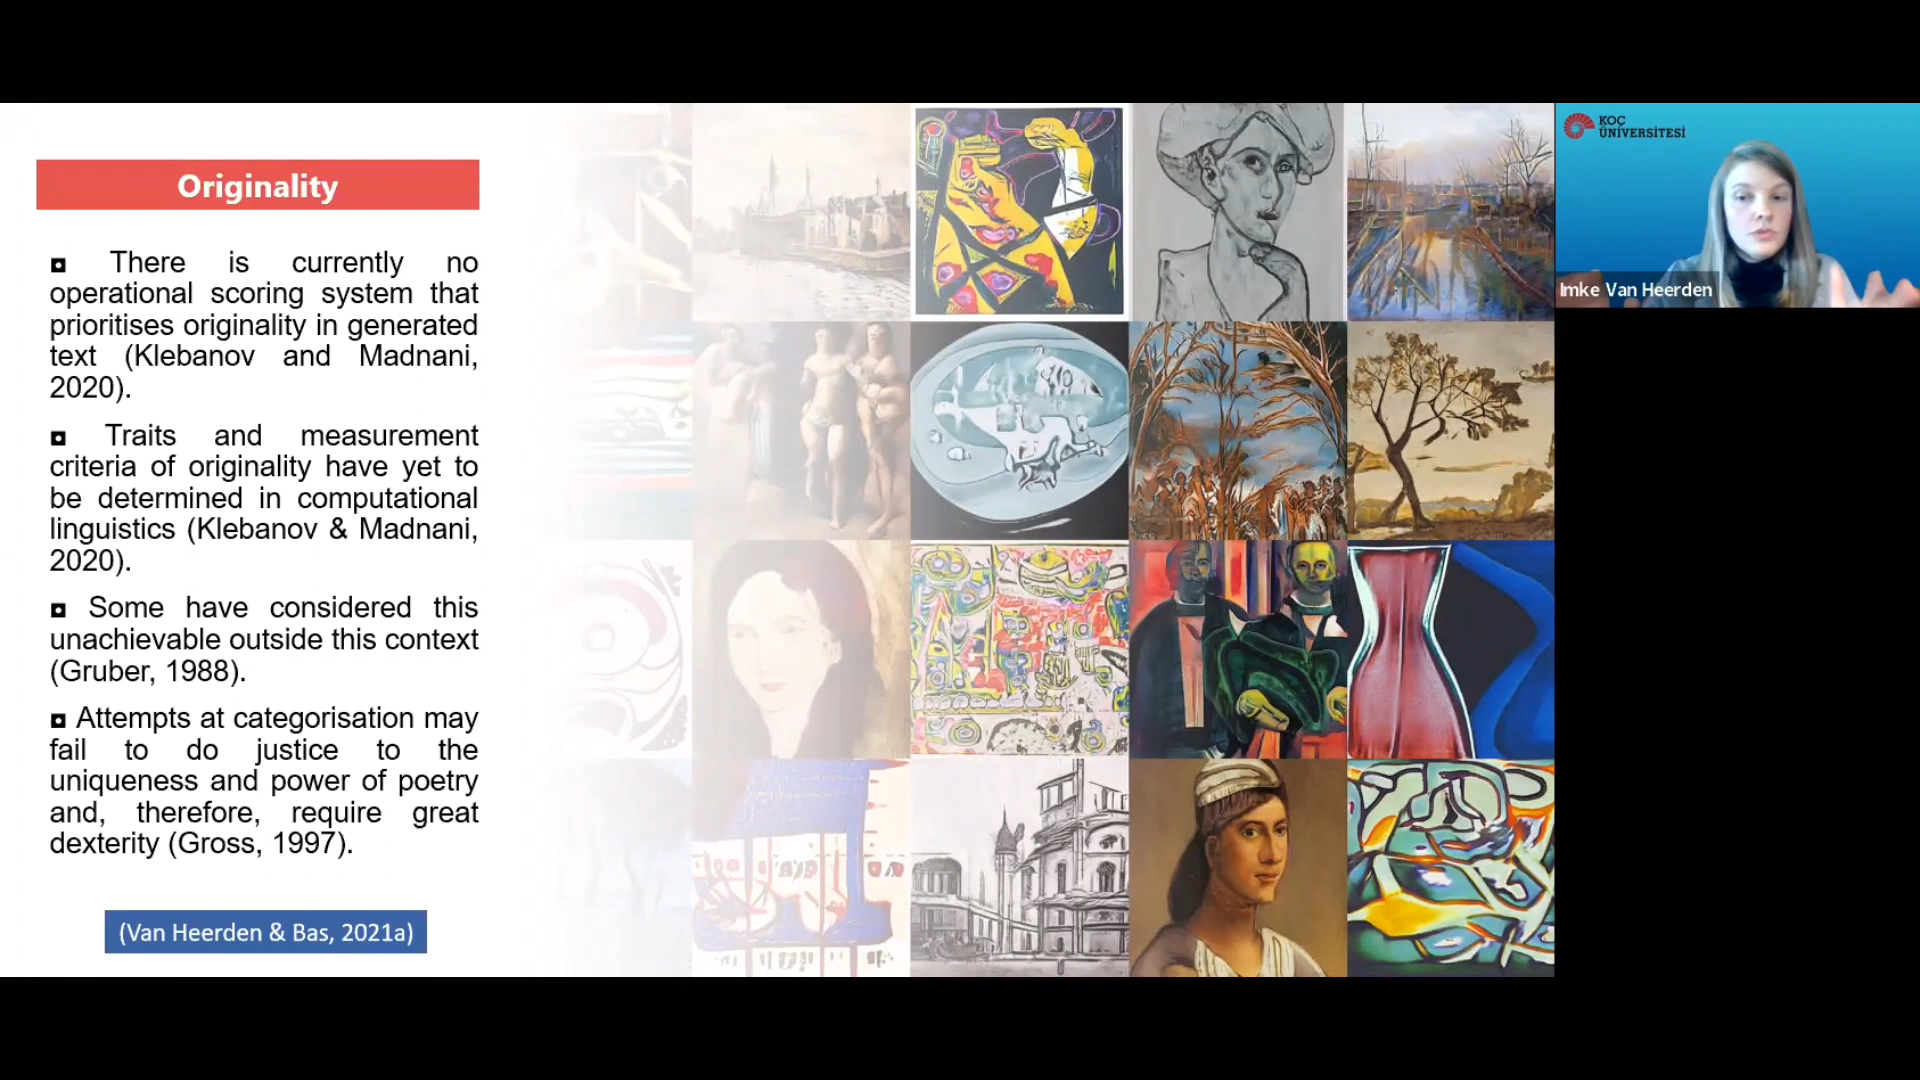 Originality
There is currently no
operational scoring system that
prioritises originality in generated
text (Klebanov and Madnani,
2020).
Traits and measurement
criteria of originality have yet to
be determined in computational
linguistics (Klebanov & Madnani,
2020).
Some have considered this
unachievable outside this context
(Gruber, 1988).
Attempts at categorisation may
fail to do justice to the
uniqueness and power of poetry
and, therefore, require great
dexterity (Gross, 1997).
(Van Heerden & Bas, 2021a)
KOÇ
ÜNİVERSİTESİ
Imke Van Heerden